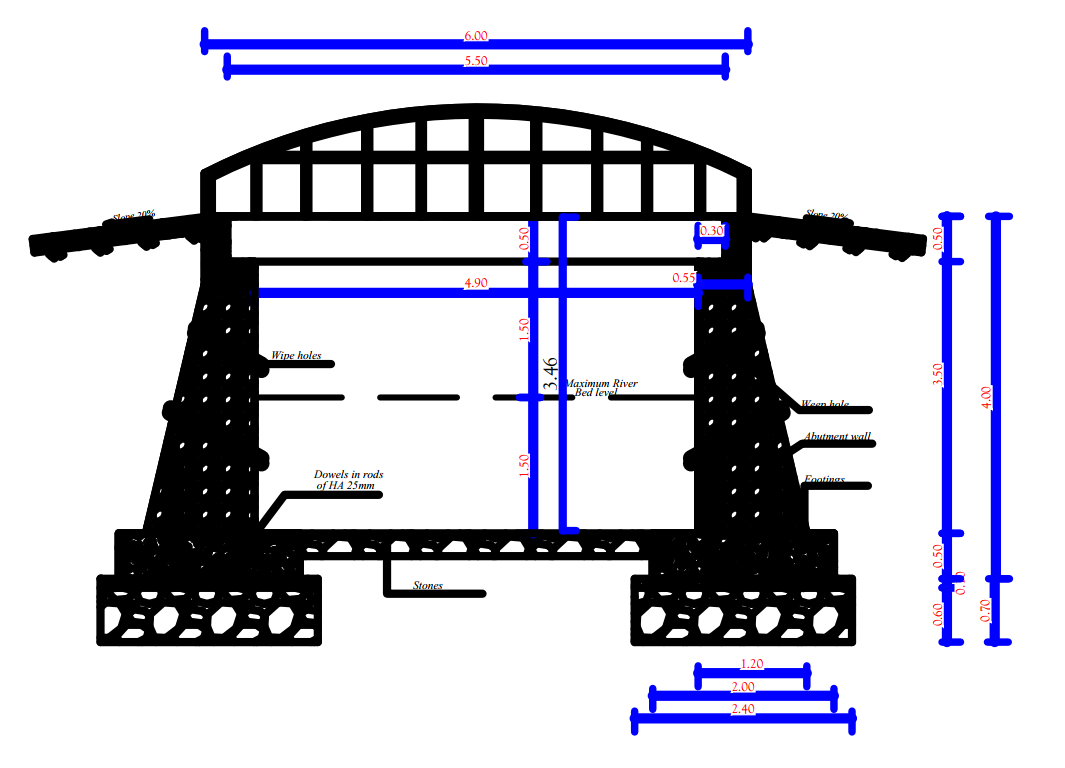 6.00
5.50
Slope 20%
Slope 20%
0.50
0.30
0.50
0.55
4.90
1.50
Wipe holes
3.46
Maximum River
Bed level
3.50
4.00
Weep hole
Abutment wall
1.50
Dowels in rods
of HA 25mm
Footings
0.50
0.10
Stones
0.60
0.70
1.20
2.00
2.40